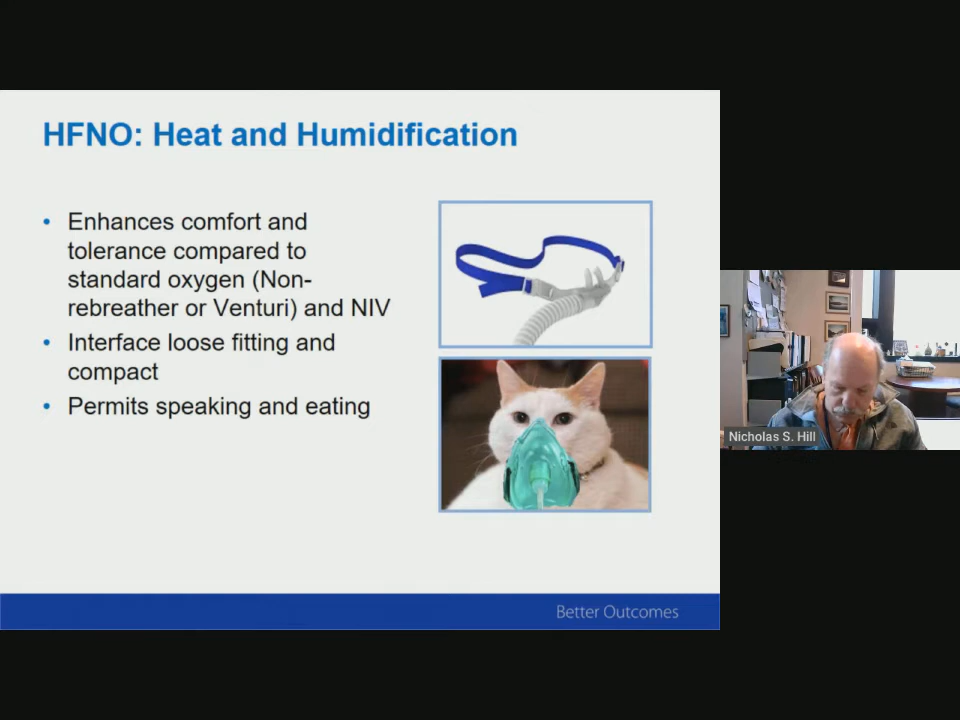 HFNO: Heat and Humidification
• Enhances comfort and
tolerance compared to
standard oxygen (Non-
rebreather or Venturi) and NIV
• Interface loose fitting and
compact
• Permits speaking and eating
Nicholas S. Hill
Better Outcomes